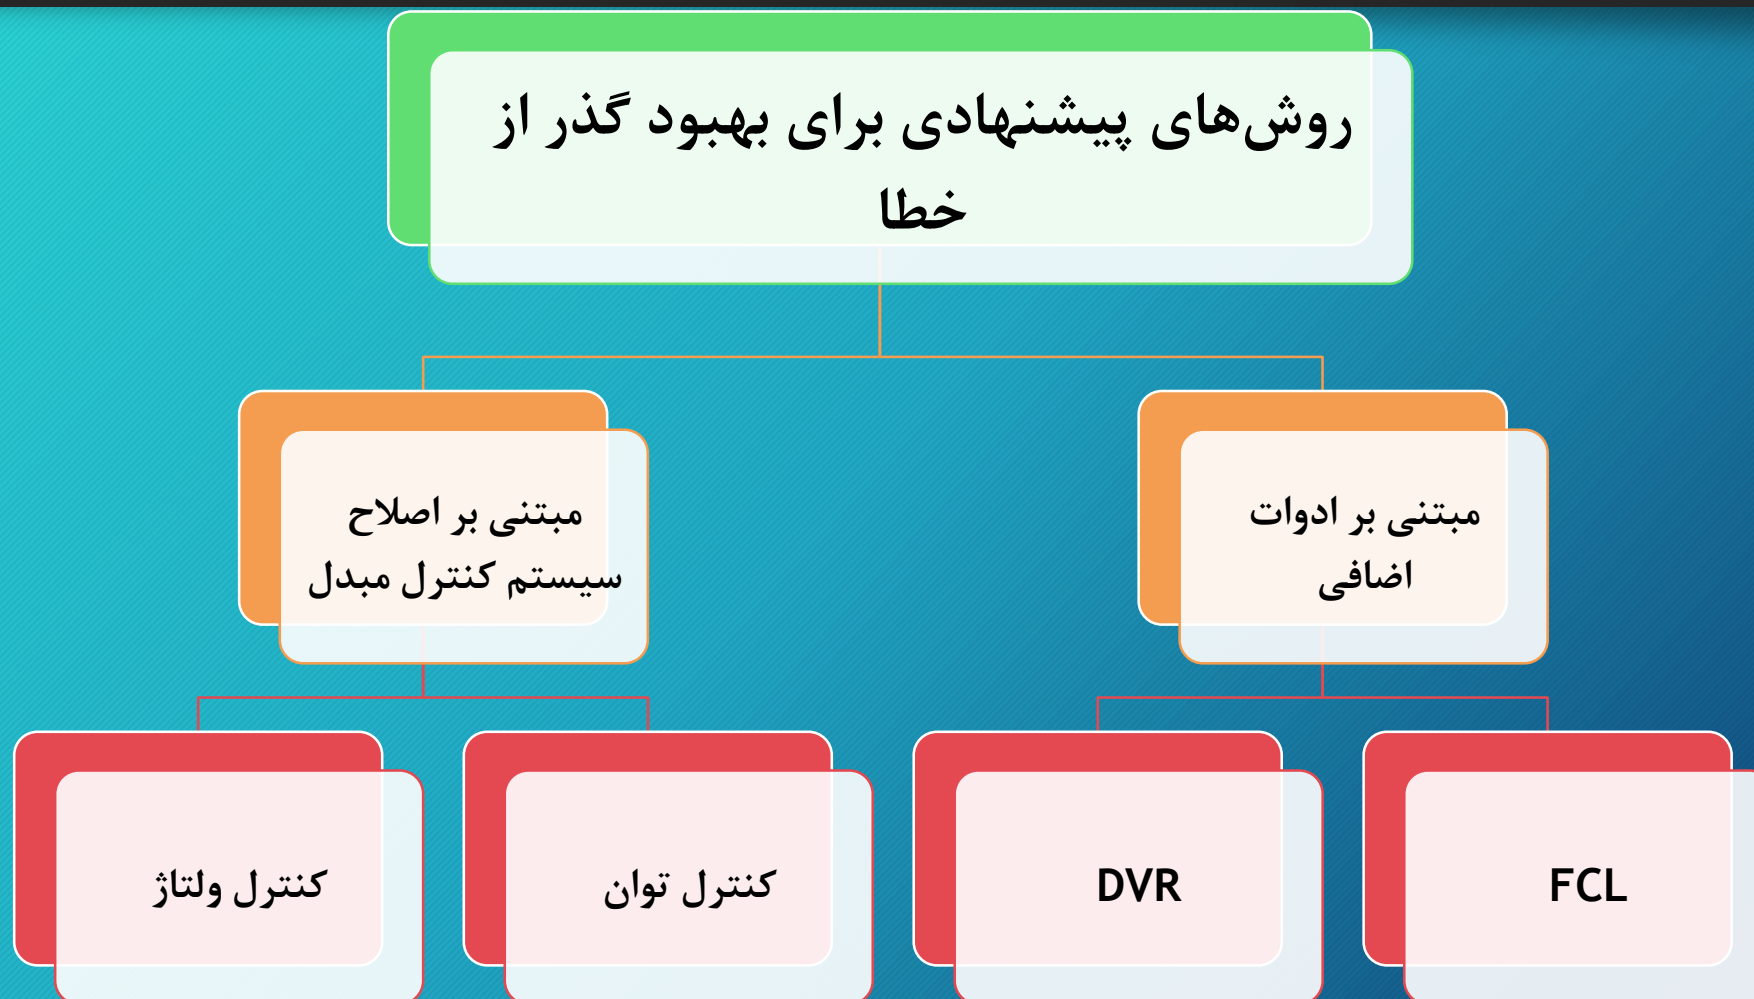 روش‌های پیشنهادی برای بهبود گذر از
خطا
مبتنی بر ادوات
اضافی
مبتنی بر اصلاح
سیستم کنترل مبدل
FCL
DVR
کنترل توان
کنترل ولتاژ